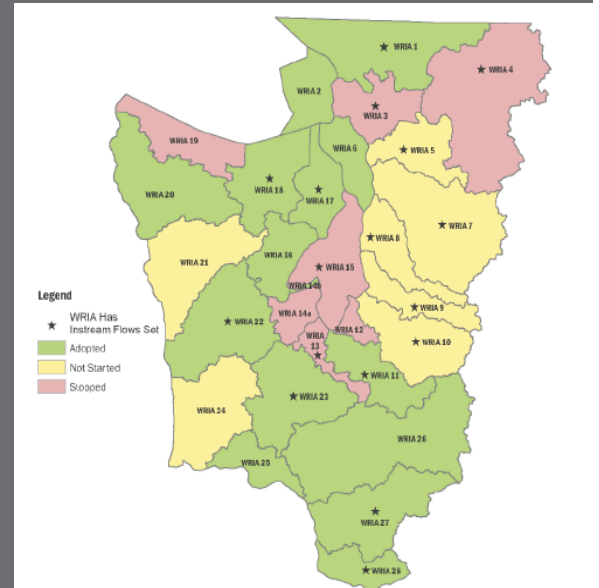 WRIA 1
WRIA 4
WRIA 2
WRIA 3
WRIA 19
WRIA 6
WRIA 5
WRIA 20
WRIA 18
WRIA 17
WRIA 7
WRIA 8
WRIA 21
WRIA 16
WRIA 15
WRIA 14b
Legend
WRIA Has
Instream Flows Set
Adopted
Not Started
Stopped
WRIA 9
WRIA 14a
WRIA 22
WRIA 12
WRIA
13
WRIA 10
WRIA 11
WRIA 23
WRIA 24
WRIA 26
WRIA 25
WRIA 27
WRIA 28